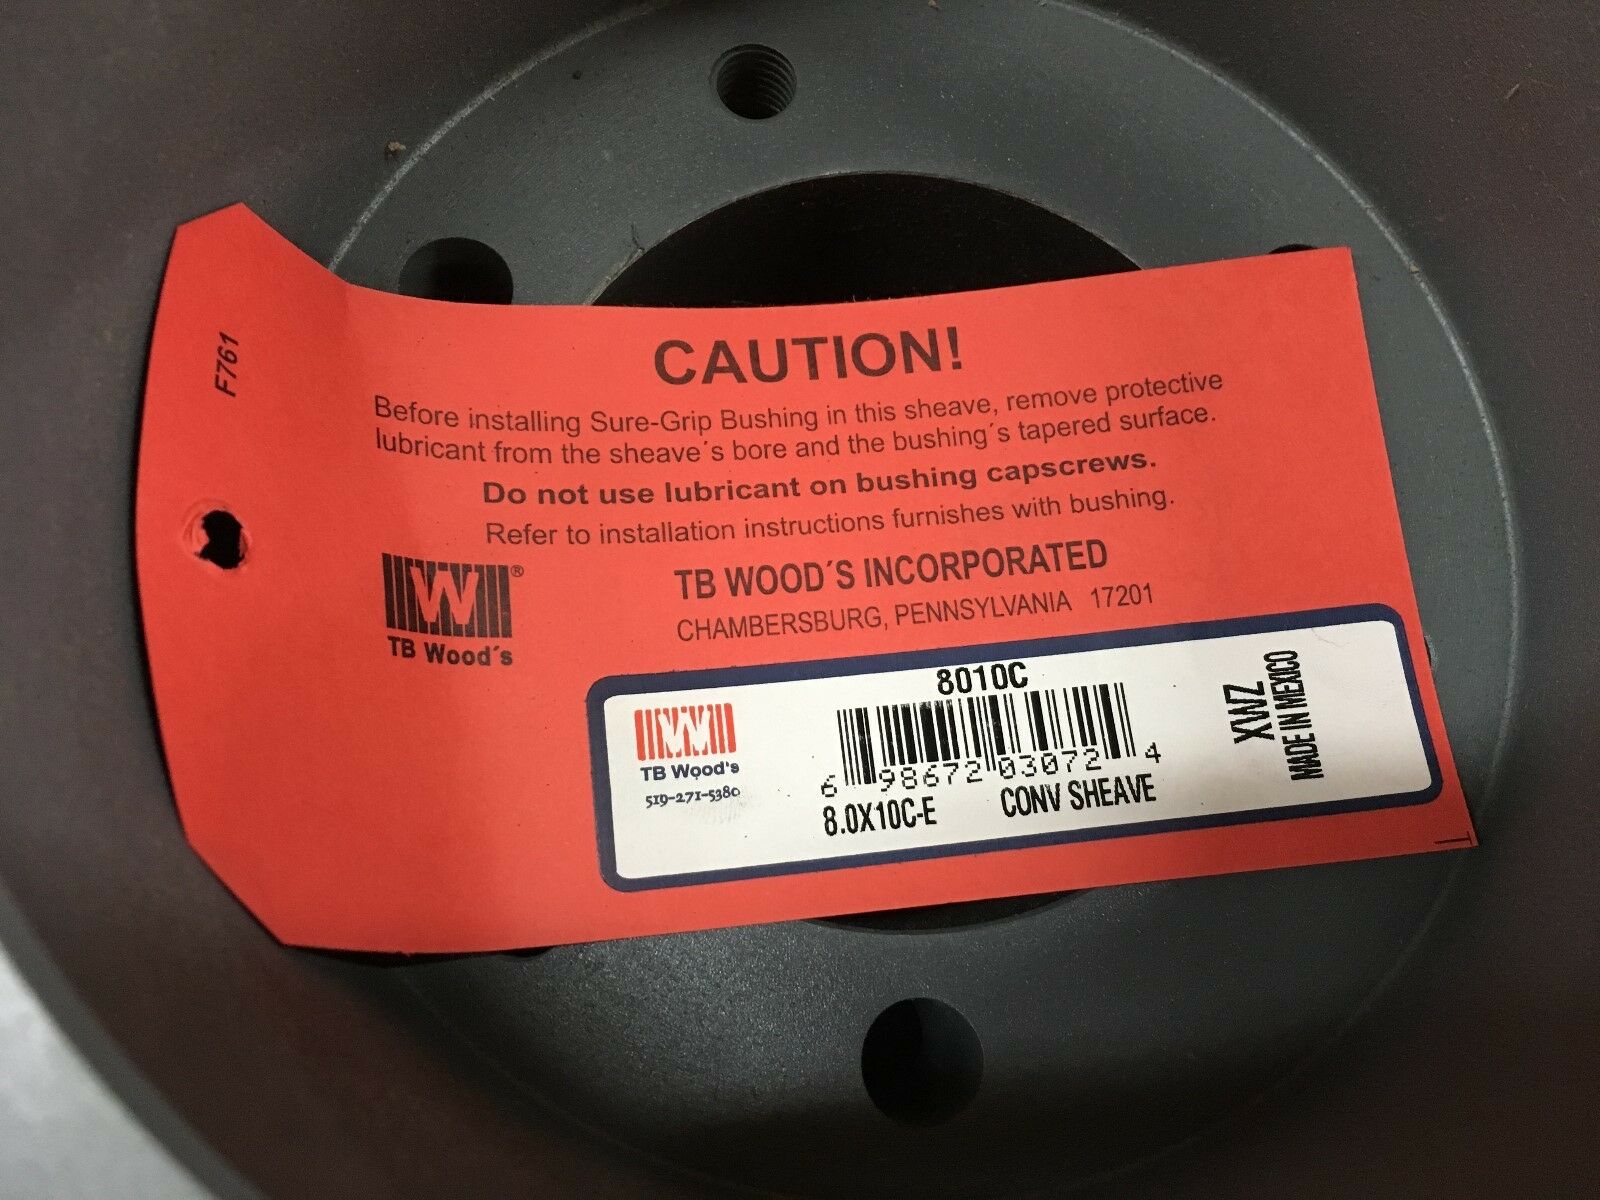 F761
CAUTION!
Before installing Sure-Grip Bushing in this sheave, remove protective
lubricant from the sheave´s bore and the bushing´s tapered surface.
Do not use lubricant on bushing capscrews.
Refer to installation instructions furnishes with bushing.
W®
TB Wood´s
TB WOOD´S INCORPORATED
CHAMBERSBURG, PENNSYLVANIA 17201
8010C
W
TB Wood's
519-271-5380
6 98672 03072 4
8.0X10C-E CONV SHEAVE
XWZ
MADE IN MEXICO